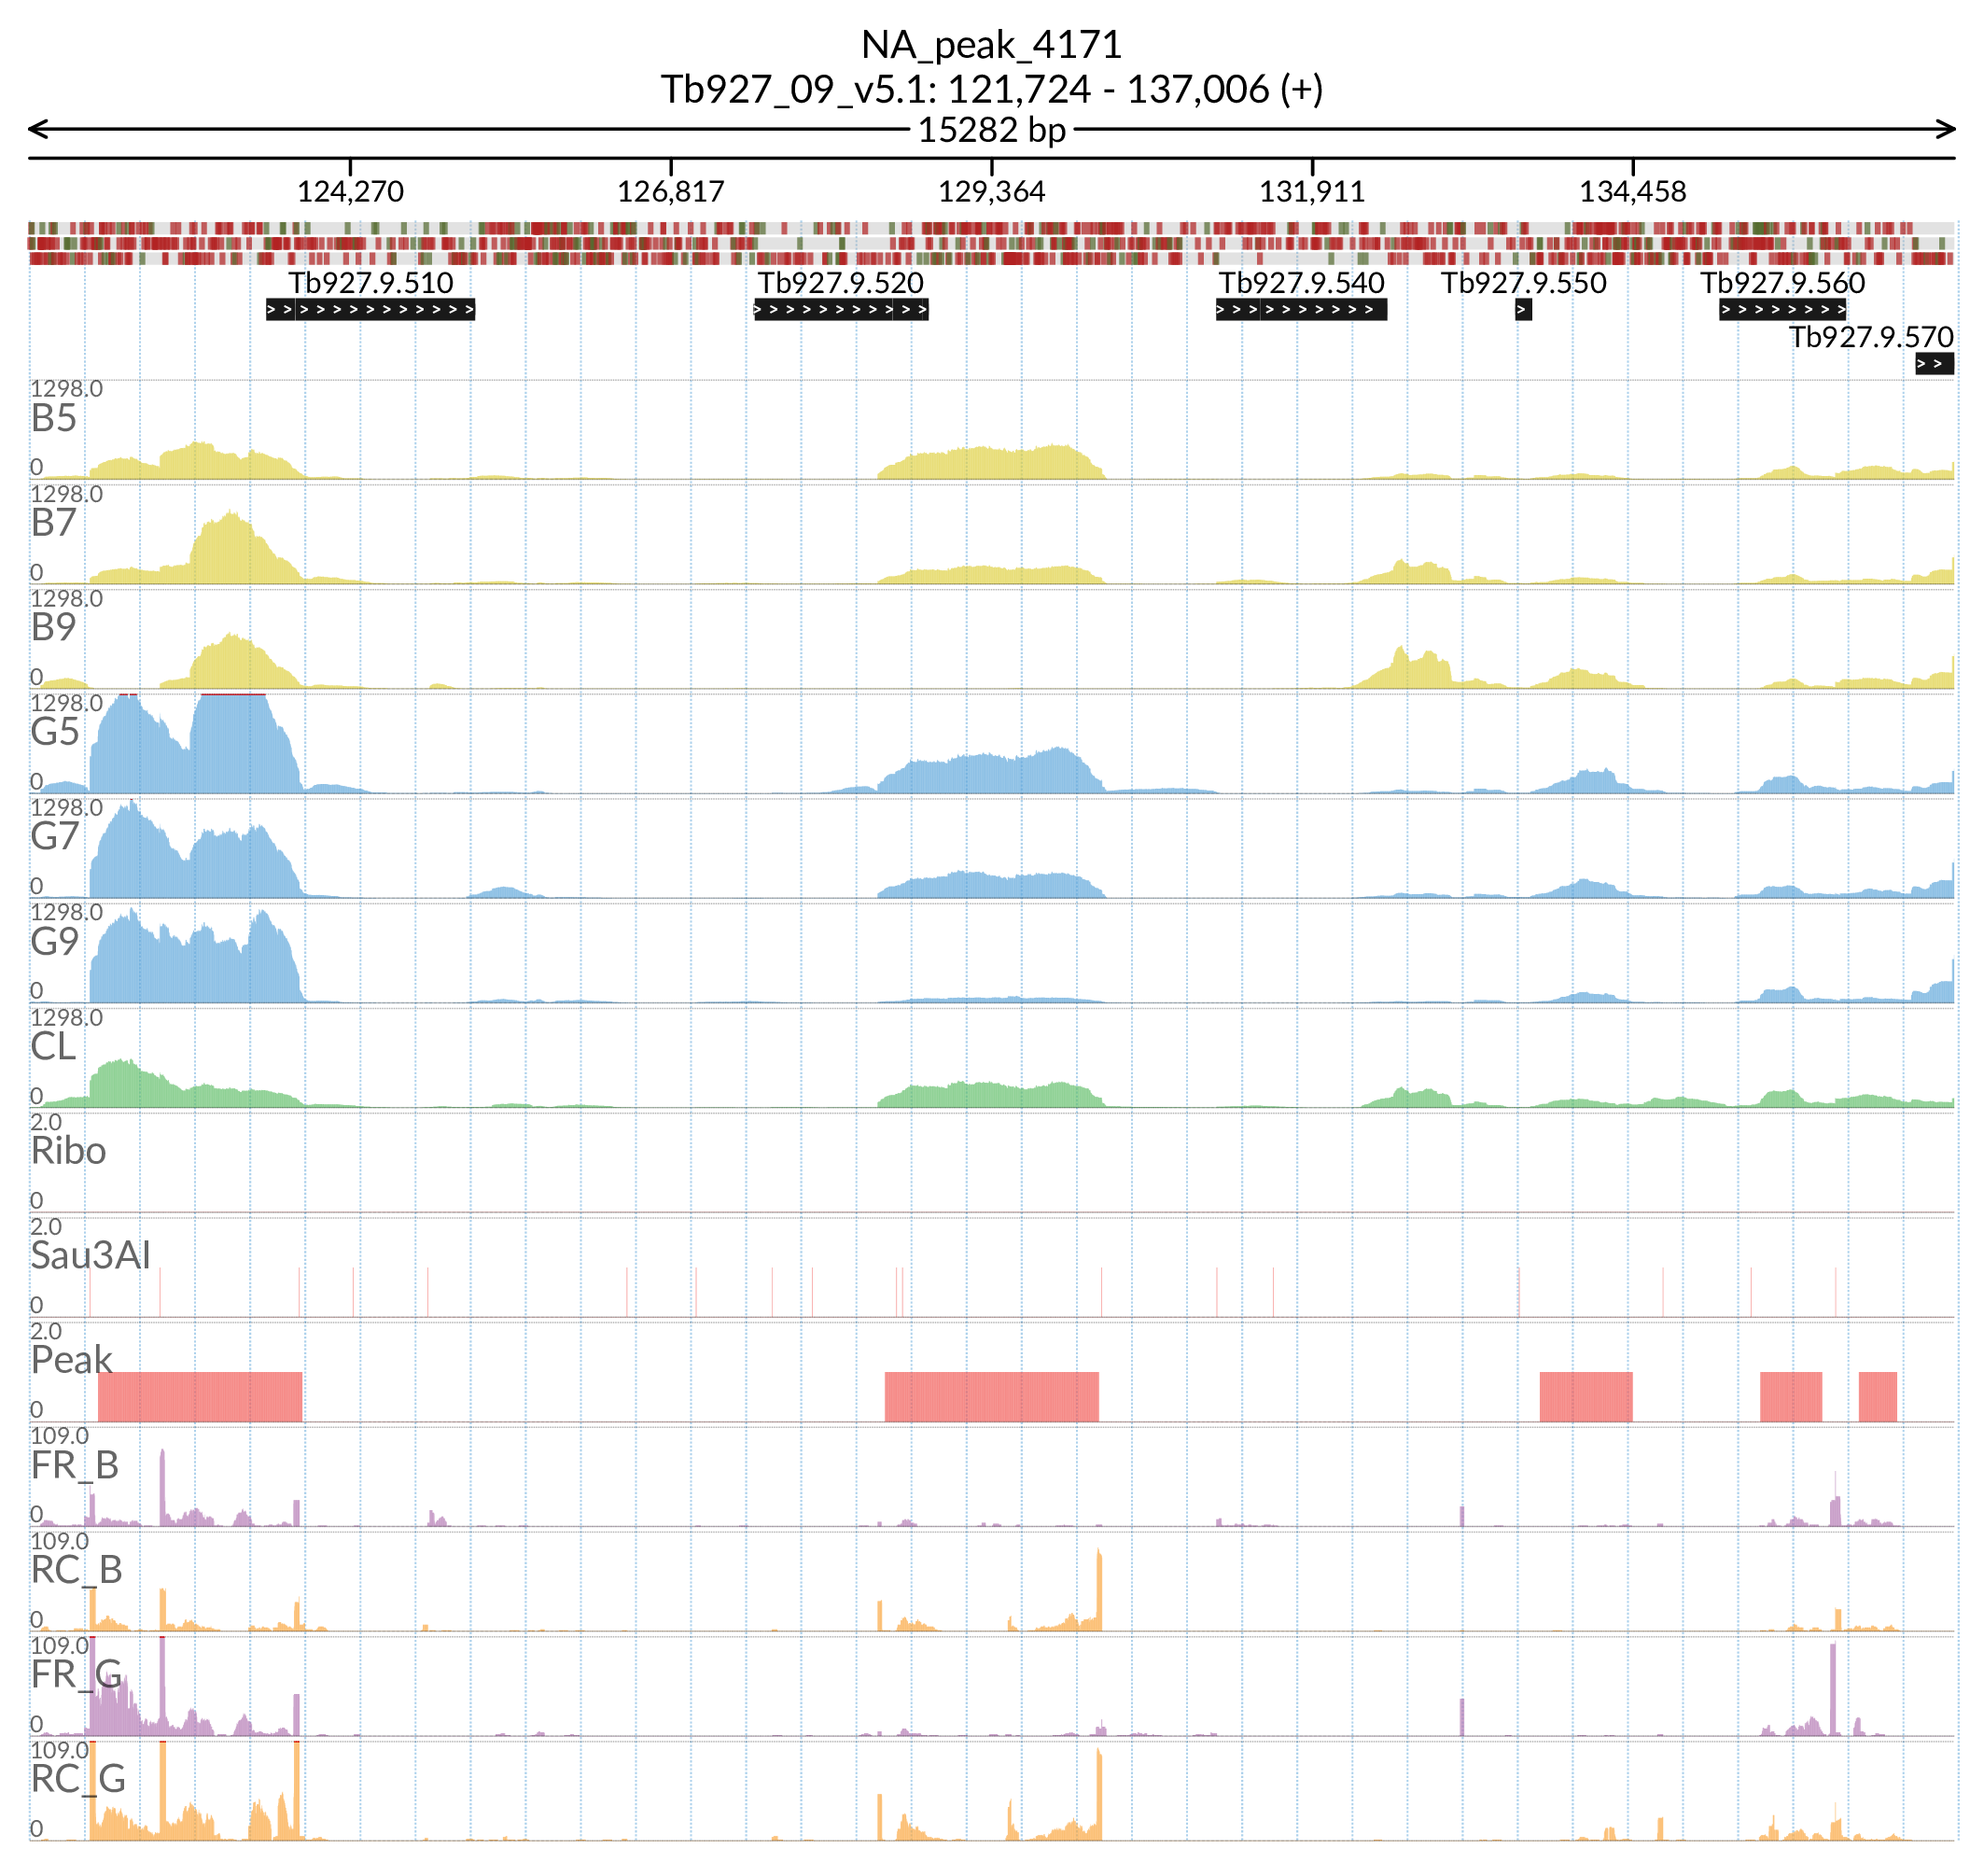 NA_peak_4171
Tb927_09_v5.1: 121,724 - 137,006 (+)
15282 bp
124,270 126,817 129,364 131,911 134,458
Tb927.9.510 Tb927.9.520 Tb927.9.540 Tb927.9.550 Tb927.9.560
Tb927.9.570
1298.0
B5
0
1298.0
B7
0
1298.0
B9
0
1298.0
G5
0
1298.0
G7
0
1298.0
G9
0
1298.0
CL
0
2.0
Ribo
0
2.0
Sau3AI
0
2.0
Peak
0
109.0
FR_B
0
109.0
RC_B
0
109.0
FR_G
0
109.0
RC_G
0